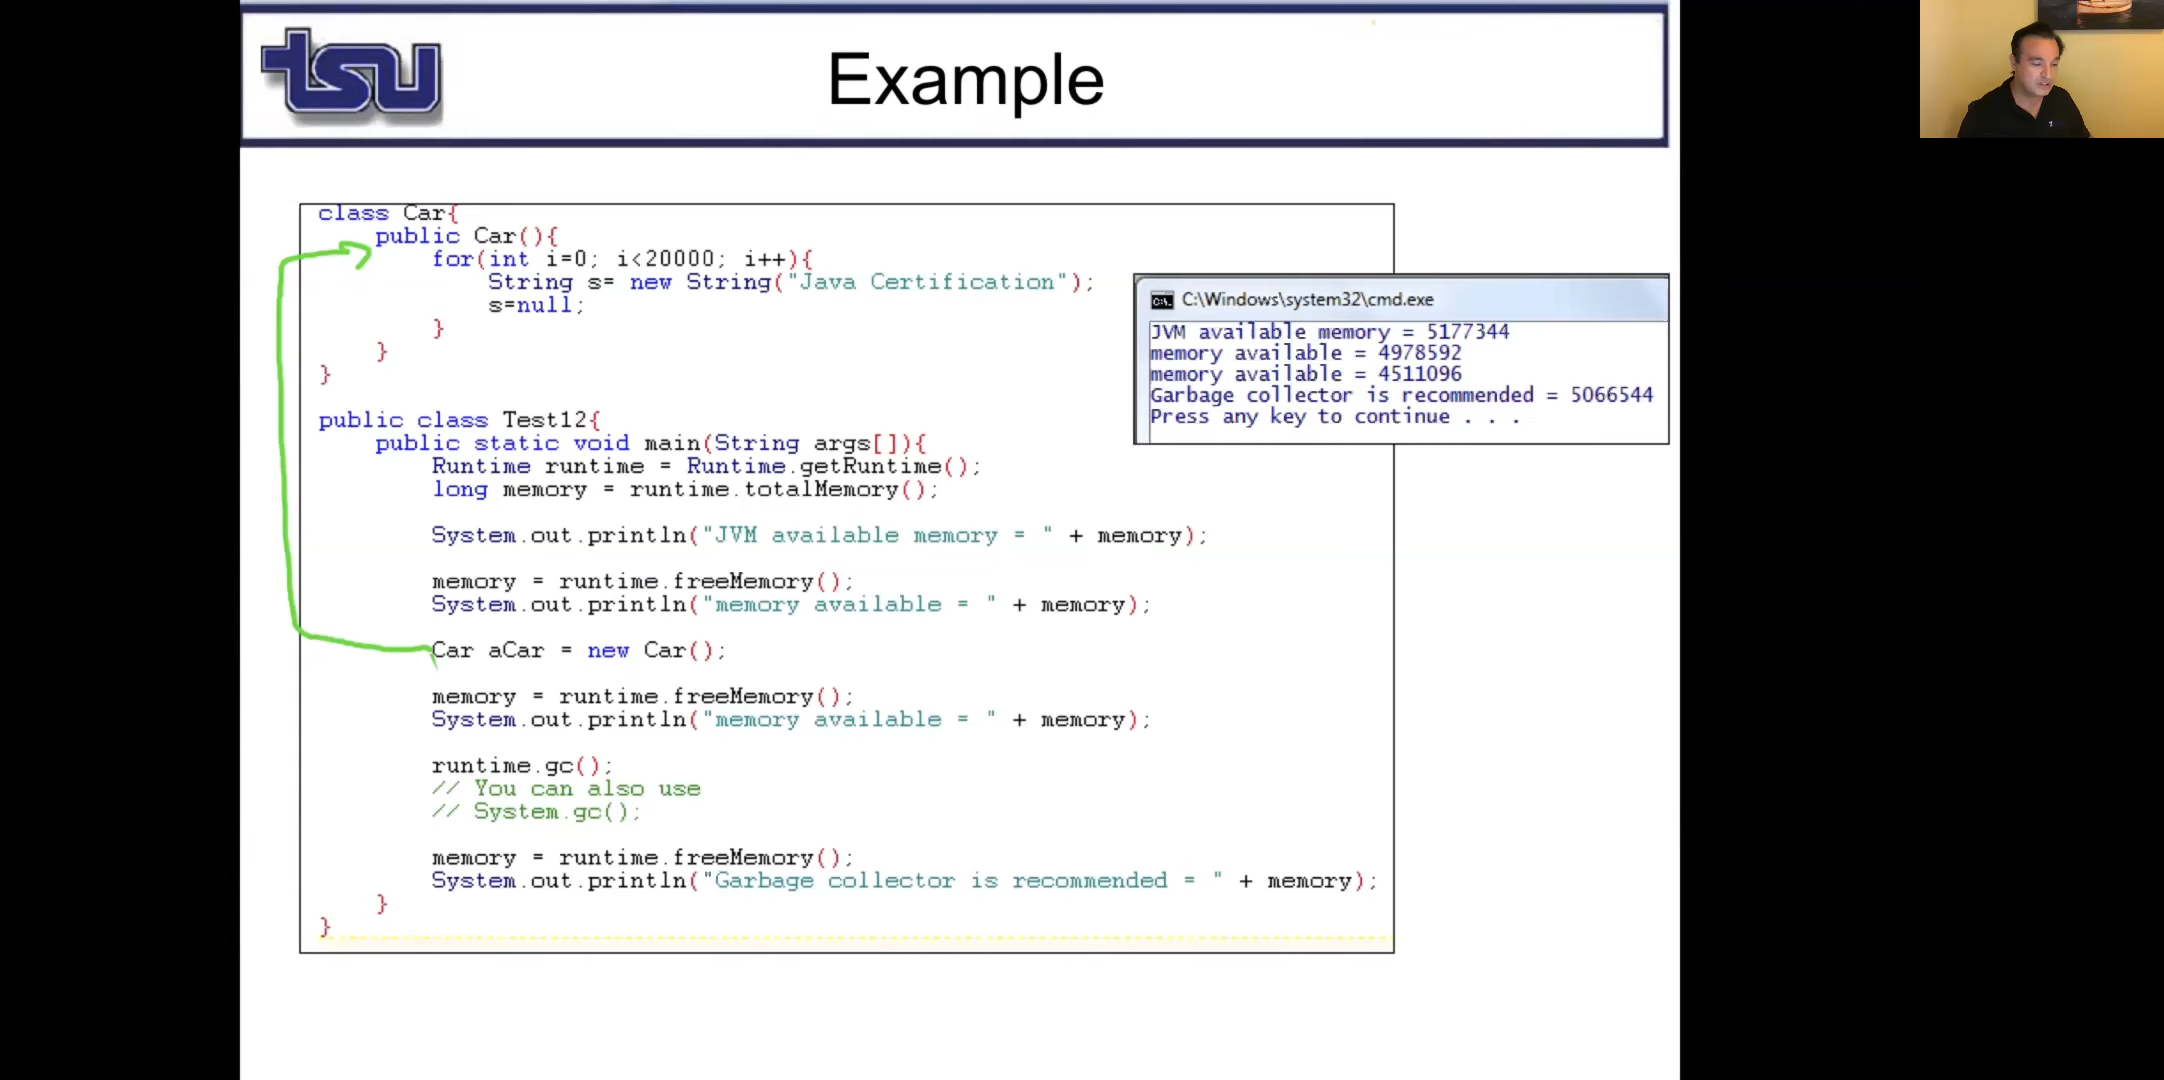 tsu
Example
class Car{
public Car(){
for(int i=0; i<20000; i++){
String s= new String("Java Certification");
s=null;
}
}
}
public class Test12{
public static void main(String args[]){
Runtime runtime = Runtime.getRuntime();
long memory = runtime.totalMemory();
System.out.println("JVM available memory = " + memory);
memory = runtime.freeMemory();
System.out.println("memory available = " + memory);
Car aCar = new Car();
memory = runtime.freeMemory();
System.out.println("memory available = " + memory);
runtime.gc();
// You can also use
// System.gc();
memory = runtime.freeMemory();
System.out.println("Garbage collector is recommended = " + memory);
}
}
C:\Windows\system32\cmd.exe
JVM available memory = 5177344
memory available = 4978592
memory available = 4511096
Garbage collector is recommended = 5066544
Press any key to continue . . .